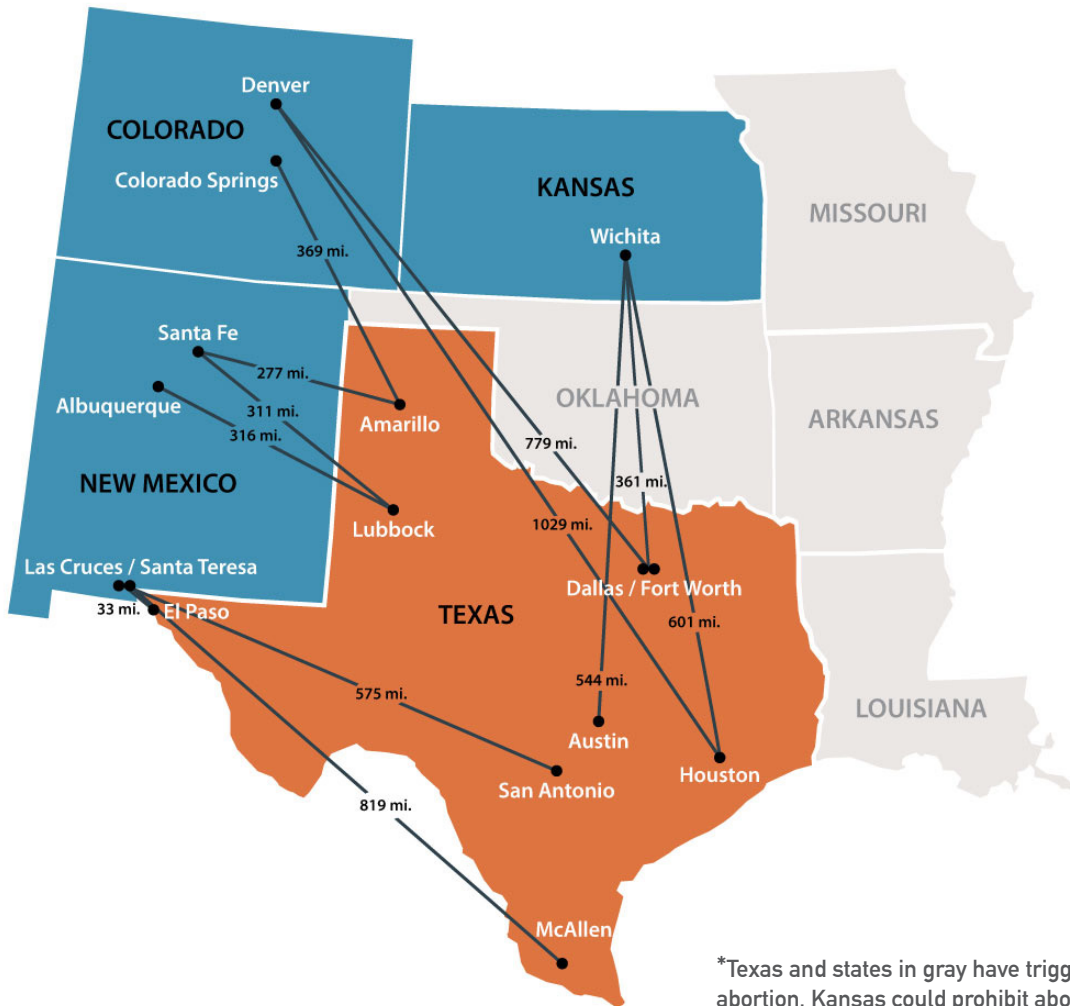 Denver
COLORADO
Colorado Springs
KANSAS
MISSOURI
Wichita
369 mi.
Santa Fe
277 mi.
Albuquerque
311 mi.
316 mi.
Amarillo
OKLAHOMA
ARKANSAS
779 mi.
NEW MEXICO
361 mi.
Lubbock
1029 mi.
Las Cruces / Santa Teresa
33 mi.
El Paso
Dallas / Fort Worth
TEXAS
601 mi.
544 mi.
575 mi.
LOUISIANA
Austin
Houston
San Antonio
819 mi.
McAllen
*Texas and states in gray have trigg
abortion. Kansas could prohibit abo